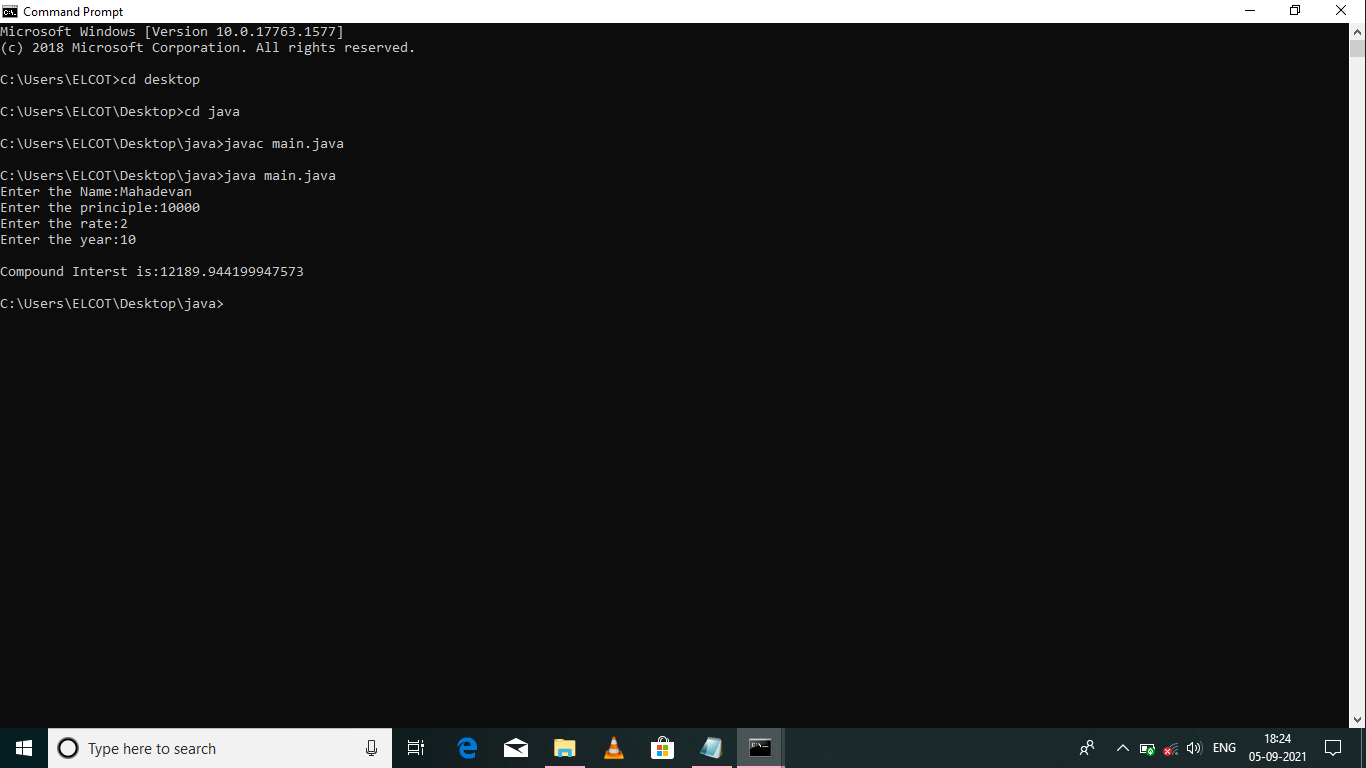 Command Prompt
Microsoft Windows [Version 10.0.17763.1577]
(c) 2018 Microsoft Corporation. All rights reserved.
C:\Users\ELCOT>cd desktop
C:\Users\ELCOT\Desktop>cd java
C:\Users\ELCOT\Desktop\java>javac main.java
C:\Users\ELCOT\Desktop\java>java main.java
Enter the Name:Mahadevan
Enter the principle:10000
Enter the rate:2
Enter the year:10
Compound Interst is:12189.944199947573
C:\Users\ELCOT\Desktop\java>
Type here to search
ENG
18:24
05-09-2021